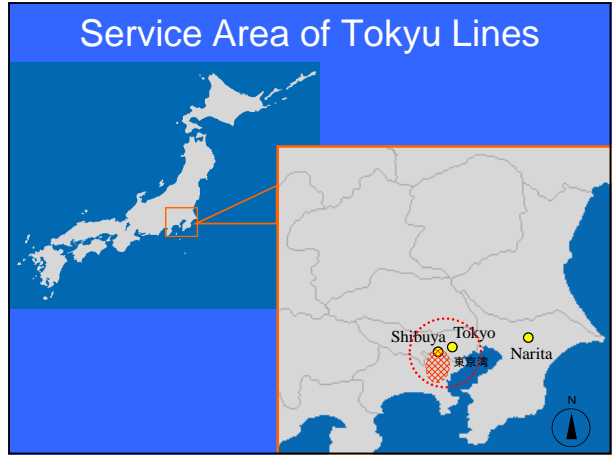 Service Area of Tokyu Lines
Shibuya
Tokyo
東京湾
Narita
N